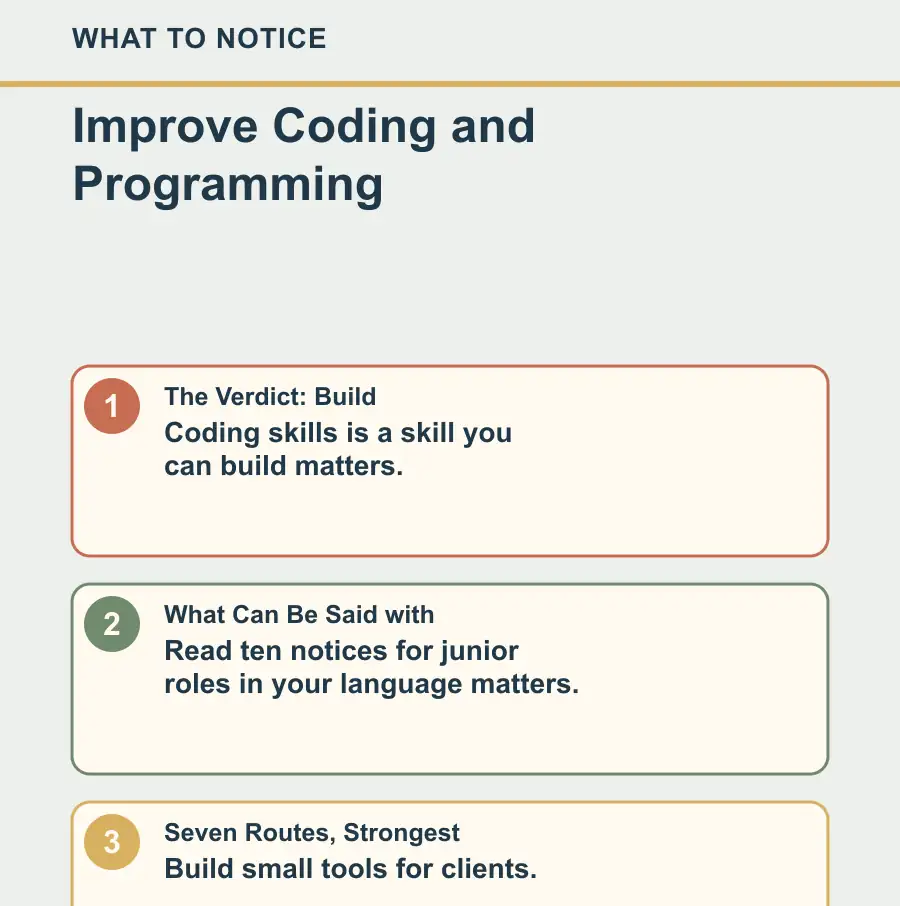 WHAT TO NOTICE
Improve Coding and
Programming
1
The Verdict: Build
Coding skills is a skill you
can build matters.
2
What Can Be Said with
Read ten notices for junior
roles in your language matters.
3
Seven Routes, Strongest
Build small tools for clients.